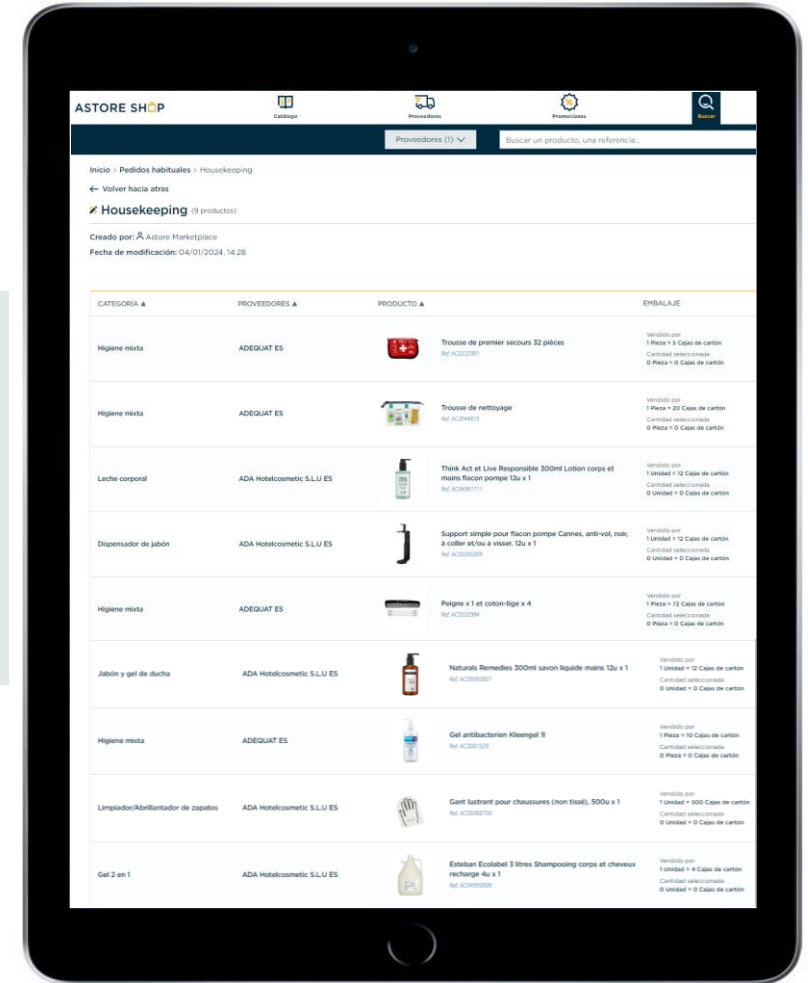 ASTORE SHOP
Catálogo
Proveedores
Promociones
Buscar
Proveedores (1)
Buscar un producto, una referencia...
Inicio > Pedidos habituales > Housekeeping
← Volver hacia atras
Housekeeping (9 productos)
Creado por: Astore Marketplace
Fecha de modificación: 04/01/2024, 14:28
CATEGORÍA ▲ PROVEEDORES ▲ PRODUCTO ▲ EMBALAJE
Higiene mixta
ADEQUAT ES
Trousse de premier secours 32 pièces
Vendido por
1 Pieza = 5 Cajas de cartón
Cantidad seleccionada
0 Pieza = 0 Cajas de cartón
Higiene mixta
ADEQUAT ES
Trousse de nettoyage
Vendido por
1 Pieza = 20 Cajas de cartón
Cantidad seleccionada
0 Pieza = 0 Cajas de cartón
Leche corporal
ADA Hotelcosmetic S.L.U ES
Think Act et Live Responsible 300ml Lotion corps et
mains flacon pompe 12u x 1
Vendido por
1 Unidad = 12 Cajas de cartón
Cantidad seleccionada
0 Unidad = 0 Cajas de cartón
Dispensador de jabón
ADA Hotelcosmetic S.L.U ES
Support simple pour flacon pompe Cannes, anti-vol, noir,
à coller et/ou à visser, 12u x 1
Vendido por
1 Unidad = 12 Cajas de cartón
Cantidad seleccionada
0 Unidad = 0 Cajas de cartón
Higiene mixta
ADEQUAT ES
Peigne x 1 et coton-tige x 4
Vendido por
1 Pieza = 72 Cajas de cartón
Cantidad seleccionada
0 Pieza = 0 Cajas de cartón
Jabón y gel de ducha
ADA Hotelcosmetic S.L.U ES
Naturals Remedies 300ml savon liquide mains 12u x 1
Vendido por
1 Unidad = 12 Cajas de cartón
Cantidad seleccionada
0 Unidad = 0 Cajas de cartón
Higiene mixta
ADEQUAT ES
Gel antibacterien Kleengel 1l
Vendido por
1 Pieza = 10 Cajas de cartón
Cantidad seleccionada
0 Pieza = 0 Cajas de cartón
Limpiador/Abrillantador de zapatos
ADA Hotelcosmetic S.L.U ES
Gant lustrant pour chaussures (non tissé), 500u x 1
Vendido por
1 Unidad = 500 Cajas de cartón
Cantidad seleccionada
0 Unidad = 0 Cajas de cartón
Gel 2 en 1
ADA Hotelcosmetic S.L.U ES
Esteban Ecolabel 3 litres Shampooing corps et cheveux
recharge 4u x 1
Vendido por
1 Unidad = 4 Cajas de cartón
Cantidad seleccionada
0 Unidad = 0 Cajas de cartón